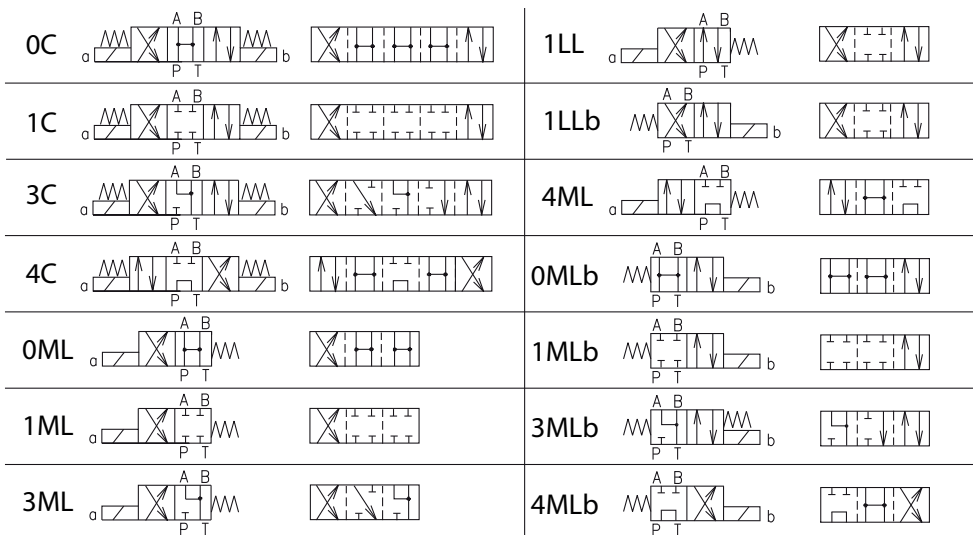 A B
0C a b
P T
A B
1C a b
P T
A B
3C a b
P T
A B
4C a b
P T
A B
0ML a
P T
A B
1ML a
P T
A B
3ML a
P T
A B
1LL a
P T
A B
1LLb b
P T
A B
4ML a
P T
A B
0MLb b
P T
A B
1MLb b
P T
A B
3MLb b
P T
A B
4MLb b
P T